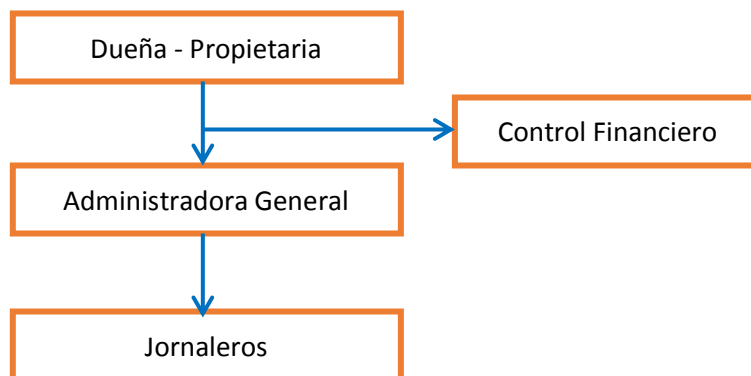 Dueña - Propietaria
Control Financiero
Administradora General
Jornaleros